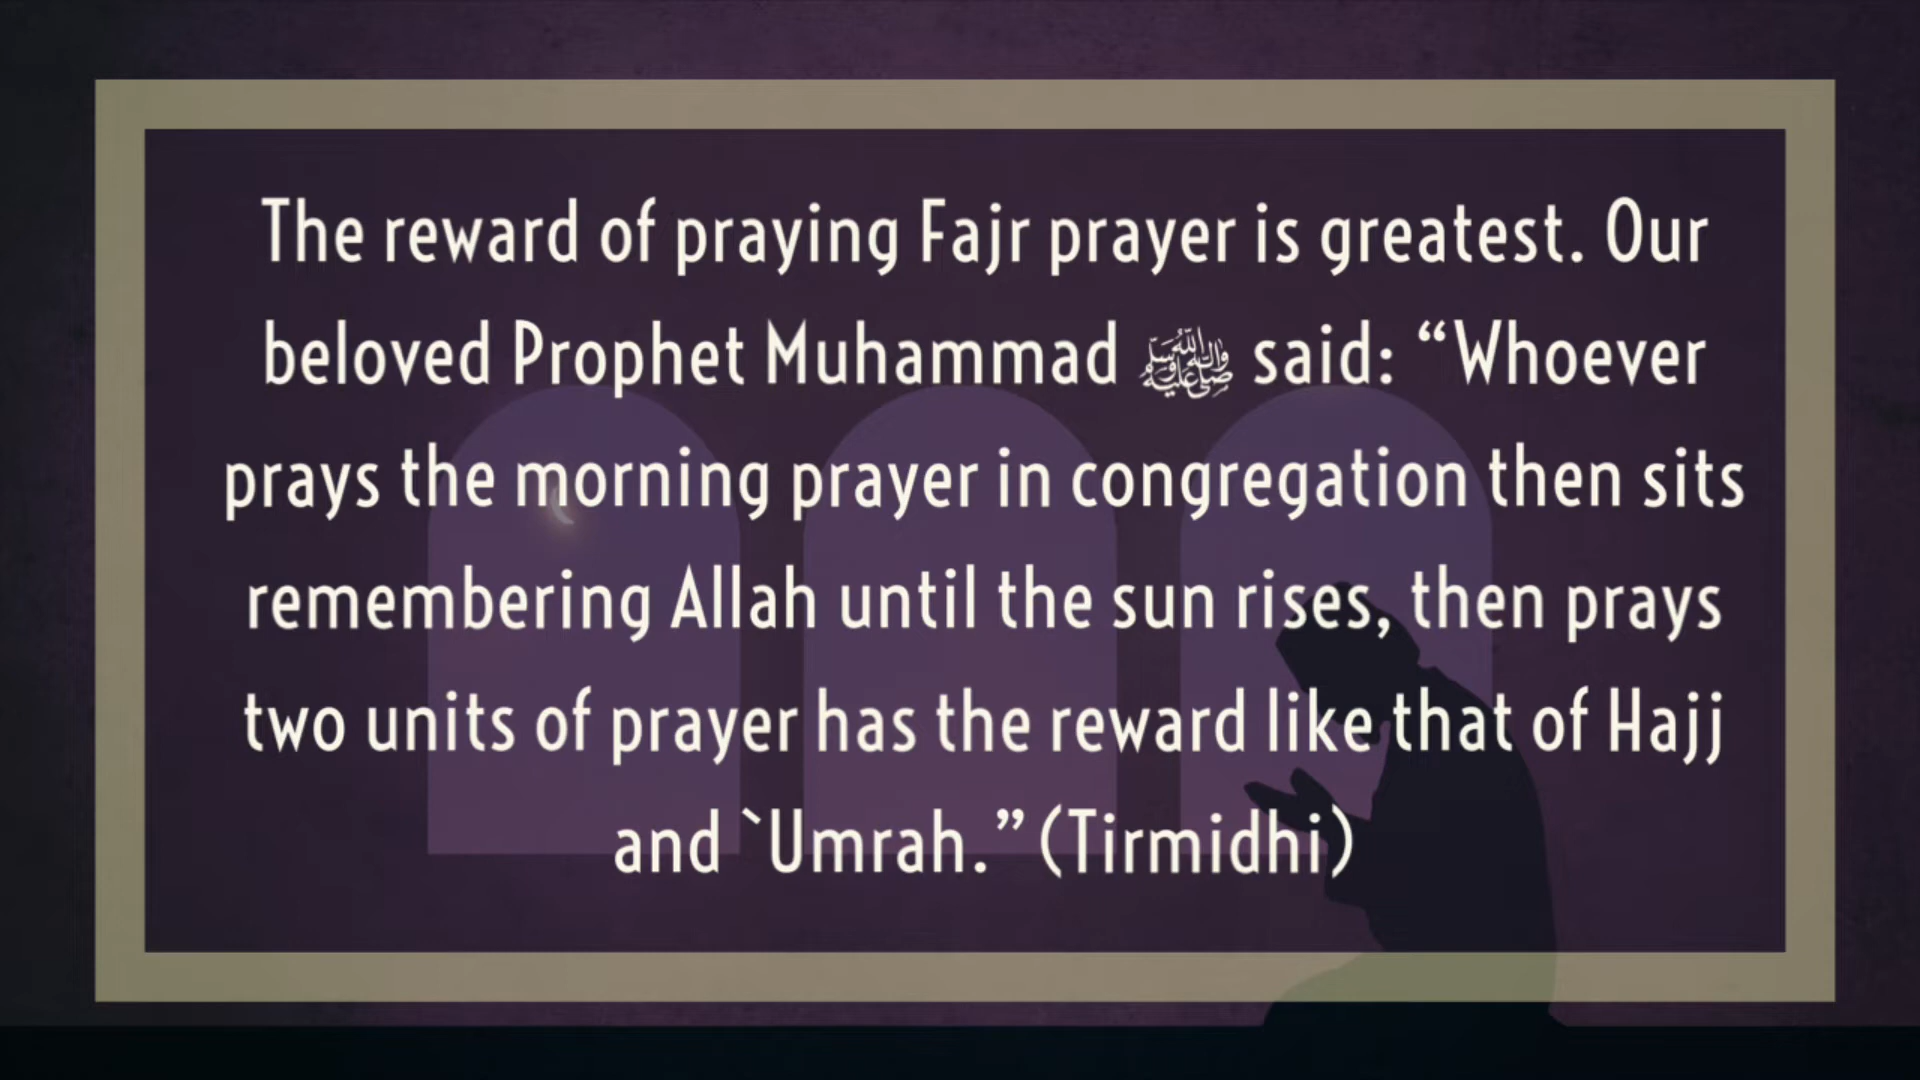 The reward of praying Fajr prayer is greatest. Our
beloved Prophet Muhammad ﷺ said: “Whoever
prays the morning prayer in congregation then sits
remembering Allah until the sun rises, then prays
two units of prayer has the reward like that of Hajj
and `Umrah.” (Tirmidhi)